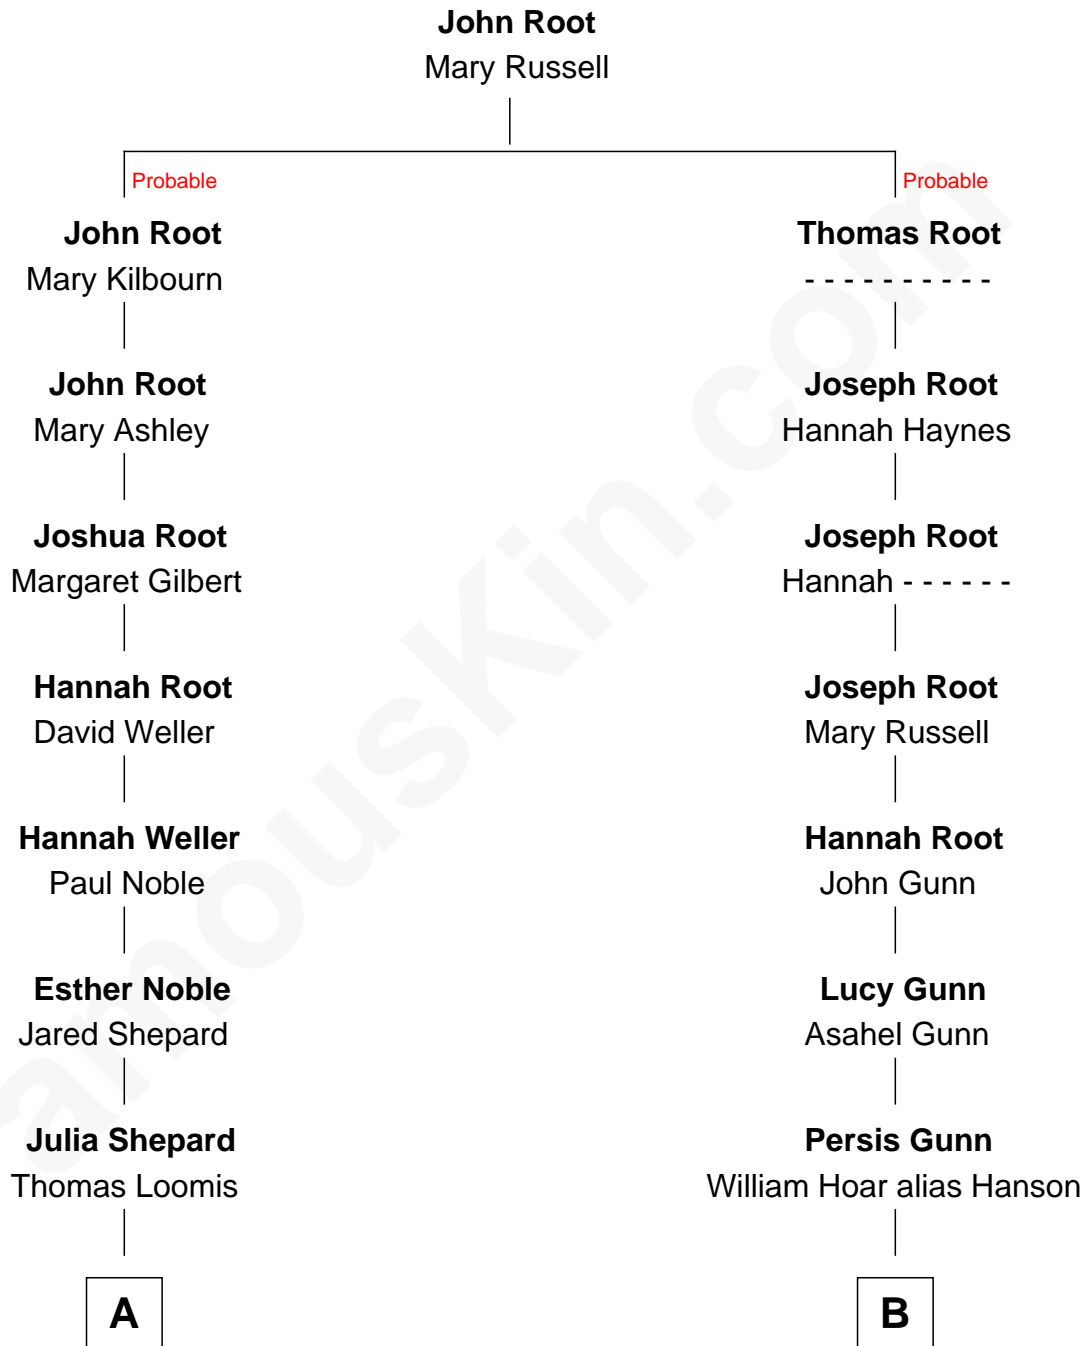 John Root
Mary Russell
Probable
Probable
John Root
Thomas Root
Mary Kilbourn
- - - - - - - - - -
John Root
Joseph Root
Mary Ashley
Hannah Haynes
Joshua Root
Joseph Root
Margaret Gilbert
Hannah - - - - - -
Hannah Root
Joseph Root
David Weller
Mary Russell
Hannah Weller
Hannah Root
Paul Noble
John Gunn
Esther Noble
Lucy Gunn
Jared Shepard
Asahel Gunn
Julia Shepard
Persis Gunn
Thomas Loomis
William Hoar alias Hanson
A
B
amousKin.com